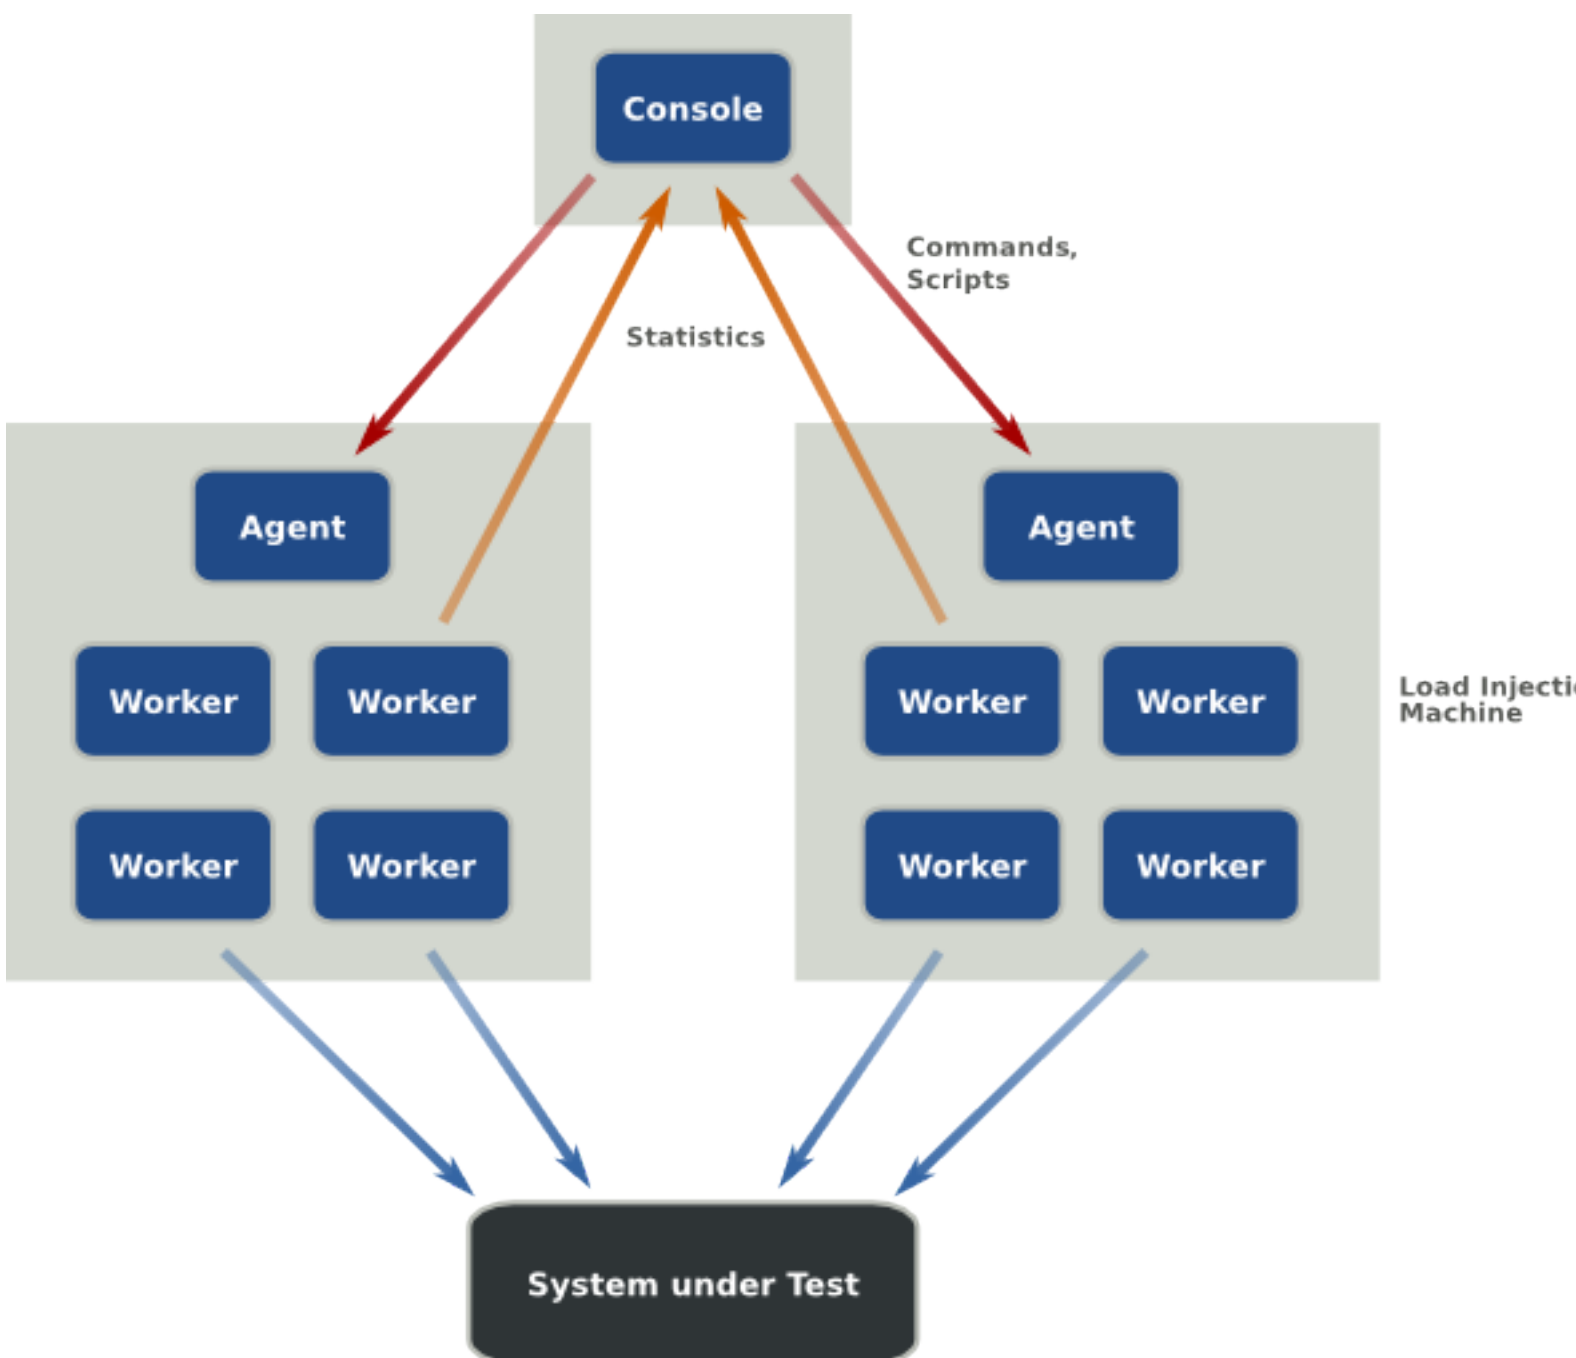 Console
Commands,
Scripts
Statistics
Agent
Agent
Worker
Worker
Worker
Worker
Load
Machine
Worker
Worker
Worker
Worker
System under Test